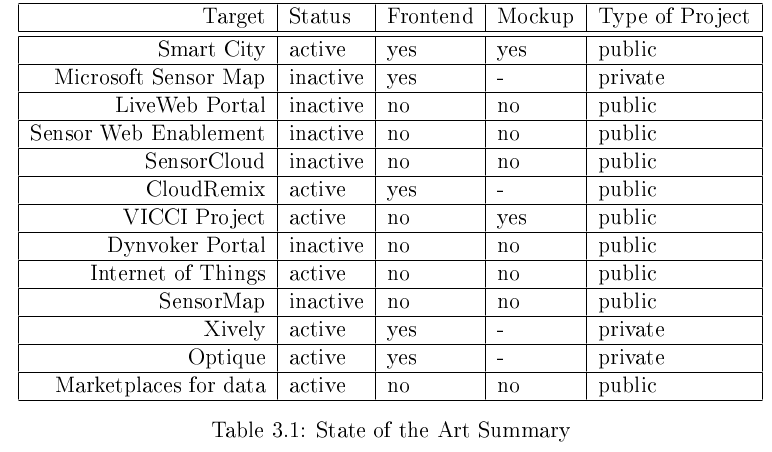 Target Status Frontend Mockup Type of Project
Smart City active yes yes public
Microsoft Sensor Map inactive yes - private
LiveWeb Portal inactive no no public
Sensor Web Enablement inactive no no public
SensorCloud inactive no no public
CloudRemix active yes - public
VICCI Project active no yes public
Dynvoker Portal inactive no no public
Internet of Things active no no public
SensorMap inactive no no public
Xively active yes - private
Optique active yes - private
Marketplaces for data active no no public
Table 3.1: State of the Art Summary